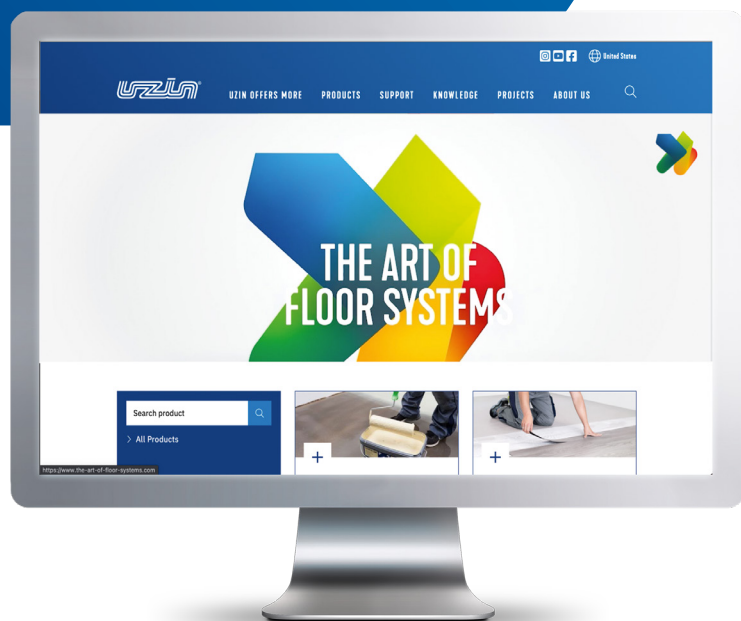 United States
uzin®
UZIN OFFERS MORE PRODUCTS SUPPORT KNOWLEDGE PROJECTS ABOUT US
THE ART OF
FLOOR SYSTEMS
Search product
> All Products
+ +
https://www.the-art-of-floor-systems.com